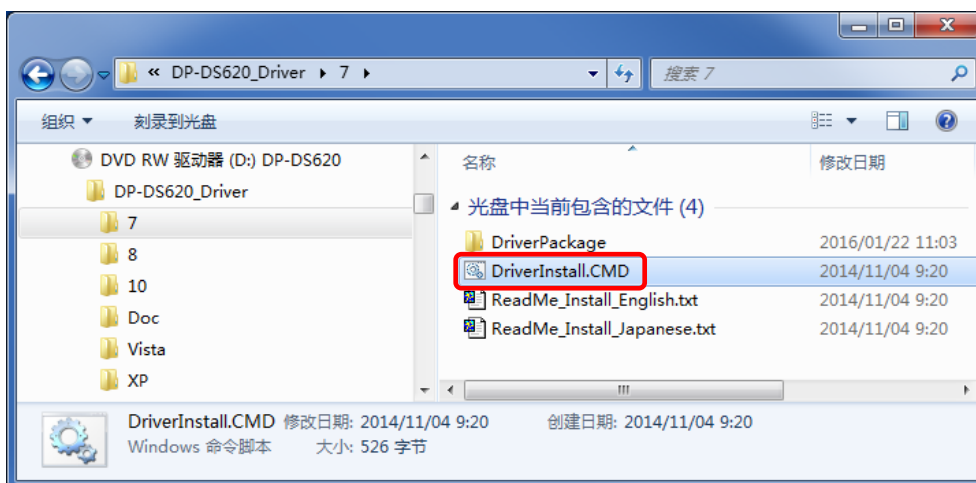 « DP-DS620_Driver ▸ 7 ▸
搜索 7
组织 ▼ 刻录到光盘
DVD RW 驱动器 (D:) DP-DS620
DP-DS620_Driver
7
8
10
Doc
Vista
XP
名称 修改日期
光盘中当前包含的文件 (4)
DriverPackage 2016/01/22 11:03
DriverInstall.CMD 2014/11/04 9:20
ReadMe_Install_English.txt 2014/11/04 9:20
ReadMe_Install_Japanese.txt 2014/11/04 9:20
DriverInstall.CMD 修改日期: 2014/11/04 9:20 创建日期: 2014/11/04 9:20
Windows 命令脚本 大小: 526 字节